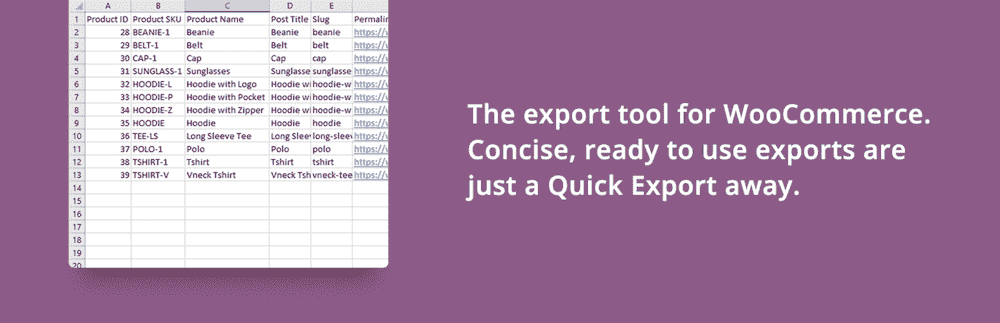 A B C D E
1 Product ID Product SKU Product Name Post Title Slug Permalin
2 28 BEANIE-1 Beanie Beanie beanie https://w
3 29 BELT-1 Belt Belt belt https://w
4 30 CAP-1 Cap Cap cap https://w
5 31 SUNGLASS-1 Sunglasses Sunglasse sunglasse https://w
6 32 HOODIE-L Hoodie with Logo Hoodie wi hoodie-w https://w
7 33 HOODIE-P Hoodie with Pocket Hoodie wi hoodie-w https://w
8 34 HOODIE-Z Hoodie with Zipper Hoodie wi hoodie-w https://w
9 35 HOODIE Hoodie Hoodie hoodie https://w
10 36 TEE-LS Long Sleeve Tee Long Slee long-slee https://w
11 37 POLO-1 Polo Polo polo https://w
12 38 TSHIRT-1 Tshirt Tshirt tshirt https://w
13 39 TSHIRT-V Vneck Tshirt Vneck Tsh vneck-tee https://w
14
15
16
17
18
19
20
The export tool for WooCommerce.
Concise, ready to use exports are
just a Quick Export away.